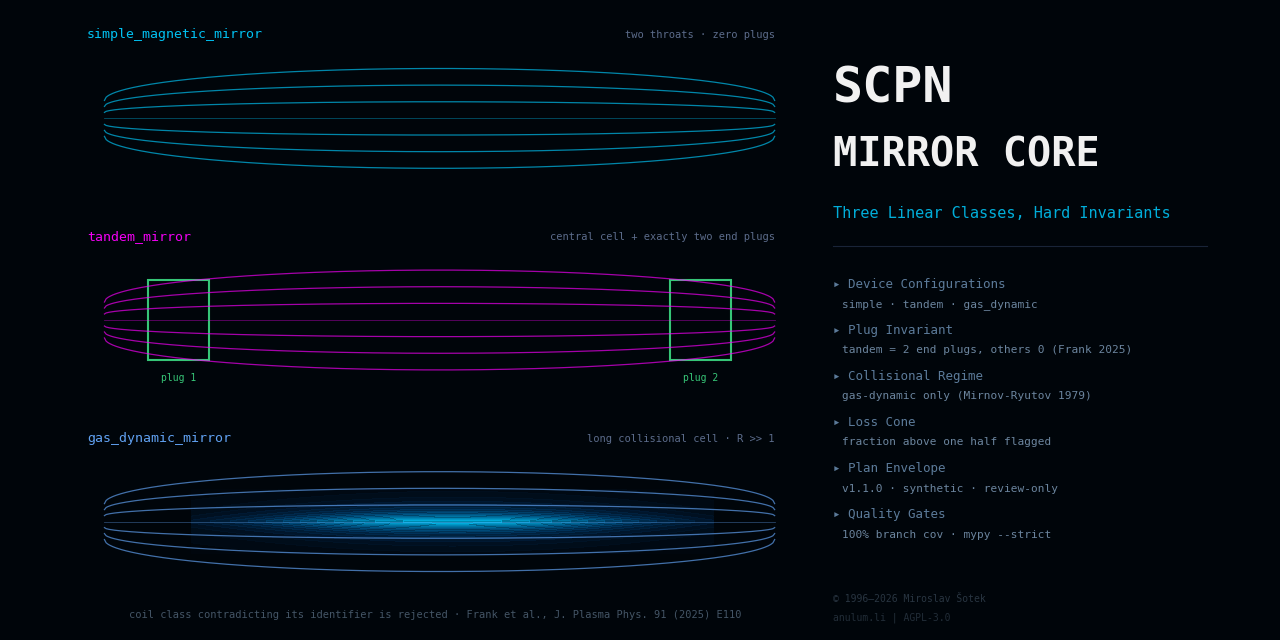 simple_magnetic_mirror
two throats · zero plugs
tandem_mirror
central cell + exactly two end plugs
plug 1
plug 2
gas_dynamic_mirror
long collisional cell · R >> 1
coil class contradicting its identifier is rejected · Frank et al., J. Plasma Phys. 91 (2025) E110
SCPN
MIRROR CORE
Three Linear Classes, Hard Invariants
▸ Device Configurations
simple · tandem · gas_dynamic
▸ Plug Invariant
tandem = 2 end plugs, others 0 (Frank 2025)
▸ Collisional Regime
gas-dynamic only (Mirnov-Ryutov 1979)
▸ Loss Cone
fraction above one half flagged
▸ Plan Envelope
v1.1.0 · synthetic · review-only
▸ Quality Gates
100% branch cov · mypy --strict
© 1996–2026 Miroslav Šotek
anulum.li | AGPL-3.0